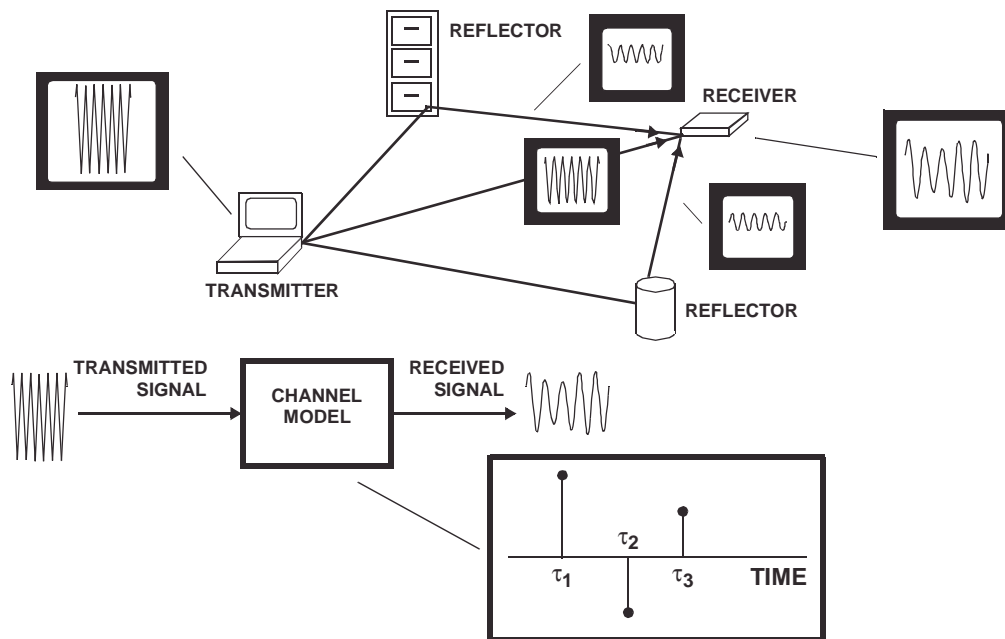 REFLECTOR
RECEIVER
TRANSMITTER
REFLECTOR
TRANSMITTED
SIGNAL
CHANNEL
MODEL
RECEIVED
SIGNAL
τ2
τ1
τ3
TIME